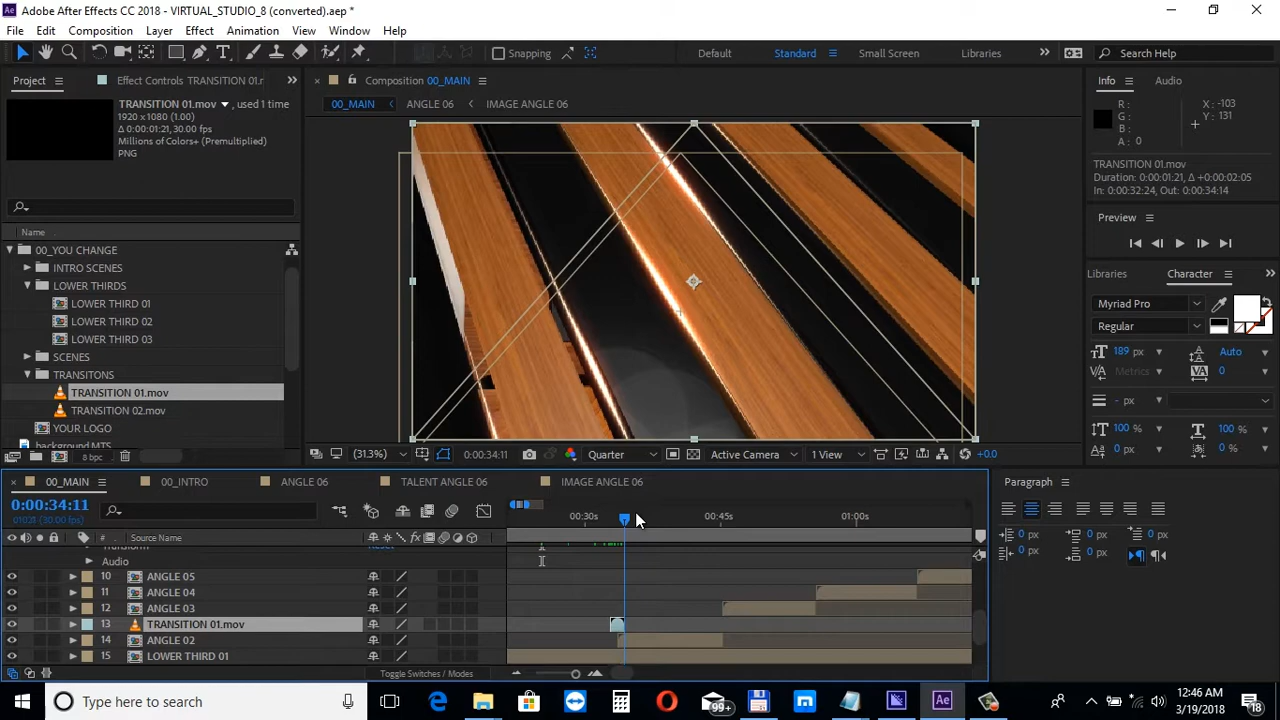 Adobe After Effects CC 2018 - VIRTUAL_STUDIO_8 (converted).aep *
File Edit Composition Layer Effect Animation View Window Help
Snapping Default Standard Small Screen Libraries Search Help
Project Effect Controls TRANSITION 01.r Composition 00_MAIN Info Audio
TRANSITION 01.mov , used 1 time
1920 x 1080 (1.00)
Δ 0:00:01:21, 30.00 fps
Millions of Colors+ (Premultiplied)
PNG
00_MAIN ANGLE 06 IMAGE ANGLE 06
R : X : -103
G : Y : 131
B :
A : 0
TRANSITION 01.mov
Duration: 0:00:01:21, Δ +0:00:02:05
In: 0:00:32:24, Out: 0:00:34:14
Name
00_YOU CHANGE
INTRO SCENES
LOWER THIRDS
LOWER THIRD 01
LOWER THIRD 02
LOWER THIRD 03
SCENES
TRANSITONS
TRANSITION 01.mov
TRANSITION 02.mov
YOUR LOGO
background MTS
8 bpc
Preview
Libraries Character
Myriad Pro
Regular
189 px Auto
Metrics 0
- px
100 % 100 %
0 px 0 %
(31.3%) 0:00:34:11 Quarter Active Camera 1 View +0.0
00_MAIN 00_INTRO ANGLE 06 TALENT ANGLE 06 IMAGE ANGLE 06
0:00:34:11
01021 (30.00 fps)
0:30s 00:45s 01:00s
# Source Name
Audio
10 ANGLE 05
11 ANGLE 04
12 ANGLE 03
13 TRANSITION 01.mov
14 ANGLE 02
15 LOWER THIRD 01
Toggle Switches / Modes
Paragraph
0 px 0 px 0 px
0 px 0 px
Type here to search
99+
12:46 AM
3/19/2018
18